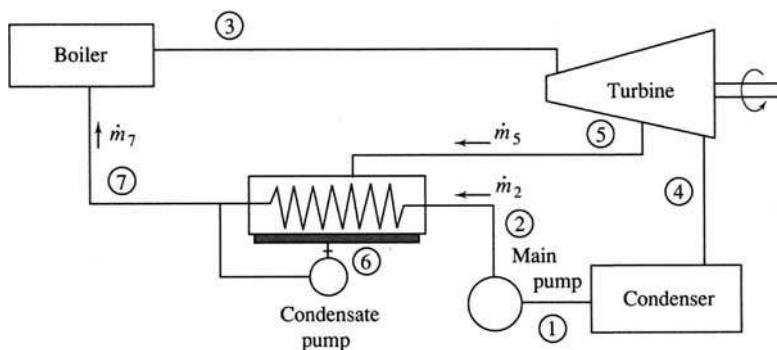 3
Boiler
Turbine
ṁ7
ṁ5
5
7
ṁ2
4
2
6
Main
pump
Condenser
Condensate
pump
1